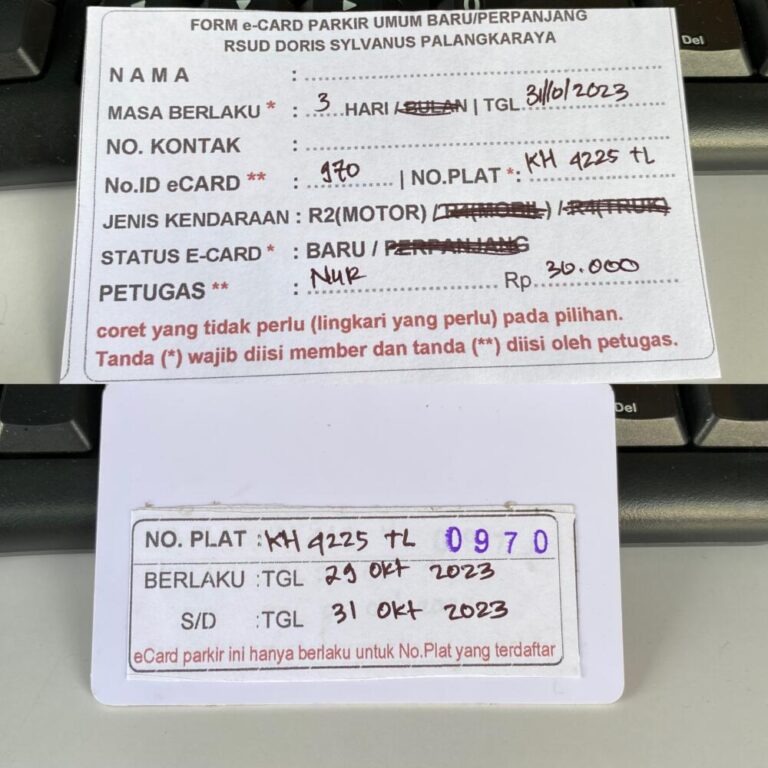 FORM e-CARD PARKIR UMUM BARU/PERPANJANG
RSUD DORIS SYLVANUS PALANGKARAYA
Del
NAMA :
MASA BERLAKU * : 3 HARI / BULAN | TGL 31/10/2023
NO. KONTAK :
No.ID eCARD ** : 970 | NO.PLAT *: KH 4225 TL
JENIS KENDARAAN : R2(MOTOR) / R4(MOBIL) / R4(TRUK)
STATUS E-CARD * : BARU / PERPANJANG
PETUGAS ** : NUR Rp. 30.000
coret yang tidak perlu (lingkari yang perlu) pada pilihan.
Tanda (*) wajib diisi member dan tanda (**) diisi oleh petugas.
Del
NO. PLAT : KH 4225 TL 0970
BERLAKU : TGL 29 Okt 2023
S/D : TGL 31 Okt 2023
eCard parkir ini hanya berlaku untuk No.Plat yang terdaftar